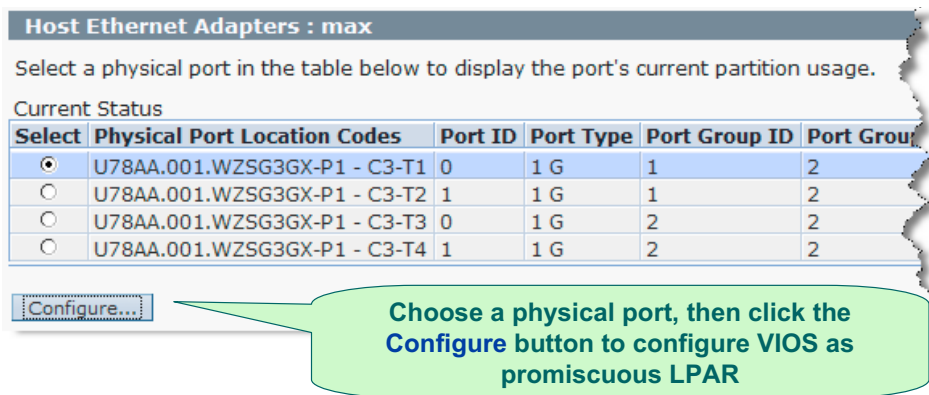 Host Ethernet Adapters : max
Select a physical port in the table below to display the port's current partition usage.
Current Status
Select Physical Port Location Codes Port ID Port Type Port Group ID Port Group
U78AA.001.WZSG3GX-P1 - C3-T1 0 1 G 1 2
U78AA.001.WZSG3GX-P1 - C3-T2 1 1 G 1 2
U78AA.001.WZSG3GX-P1 - C3-T3 0 1 G 2 2
U78AA.001.WZSG3GX-P1 - C3-T4 1 1 G 2 2
Configure...
Choose a physical port, then click the
Configure button to configure VIOS as
promiscuous LPAR